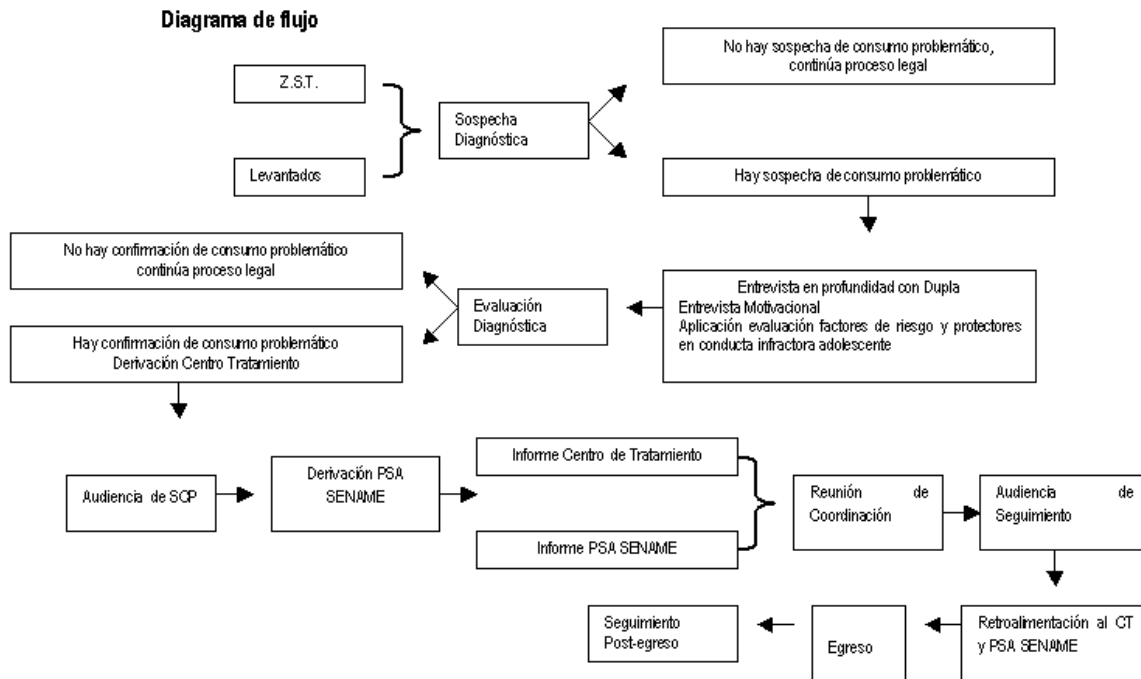 Diagrama de flujo
Z.S.T.
Levantados
Sospecha
Diagnóstica
No hay sospecha de consumo problemático,
continúa proceso legal
Hay sospecha de consumo problemático
Entrevista en profundidad con Dupla
Entrevista Motivacional
Aplicación evaluación factores de riesgo y protectores
en conducta infractora adolescente
Evaluación
Diagnóstica
No hay confirmación de consumo problemático
continúa proceso legal
Hay confirmación de consumo problemático
Derivación Centro Tratamiento
Audiencia de SCP
Derivación PSA
SENAME
Informe Centro de Tratamiento
Informe PSA SENAME
Reunión de
Coordinación
Audiencia de
Seguimiento
Retroalimentación al CT
y PSA SENAME
Egreso
Seguimiento
Post-egreso